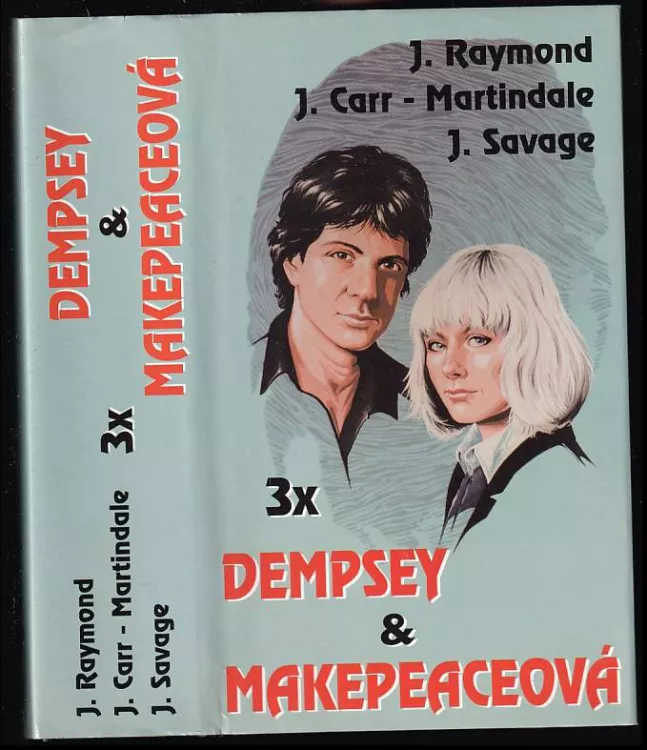 DEMPSEY
&
MAKEPEACEOVÁ
3x
J. Raymond
J. Carr - Martindale
J. Savage
J. Raymond
J. Carr - Martindale
J. Savage
3x
DEMPSEY
&
MAKEPEACEOVÁ